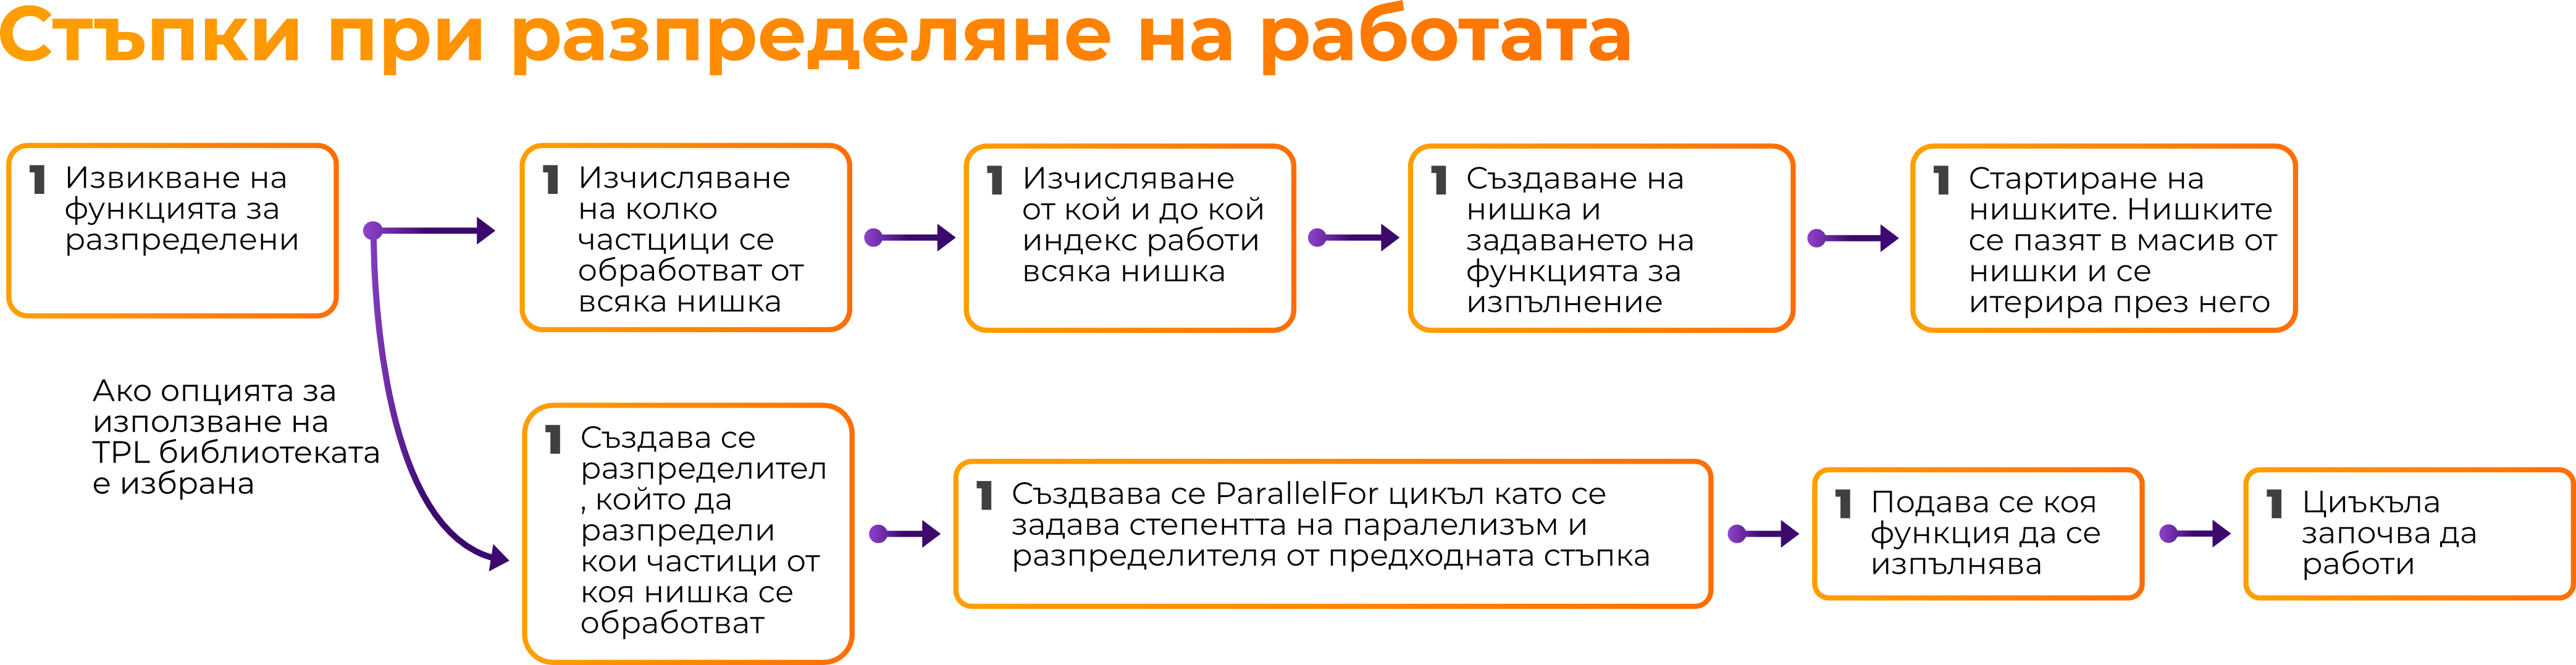 Стъпки при разпределяне на работата
1 Извикване на
функцията за
разпределени
1 Изчисляване
на колко
частцици се
обработват от
всяка нишка
1 Изчисляване
от кой и до кой
индекс работи
всяка нишка
1 Създаване на
нишка и
задаването на
функцията за
изпълнение
1 Стартиране на
нишките. Нишките
се пазят в масив от
нишки и се
итерира през него
Ако опцията за
използване на
TPL библиотеката
е избрана
1 Създава се
разпределител
, който да
разпредели
кои частици от
коя нишка се
обработват
1 Създвава се ParallelFor цикъл като се
задава степентта на паралелизъм и
разпределителя от предходната стъпка
1 Подава се коя
функция да се
изпълнява
1 Циъкъла
започва да
работи